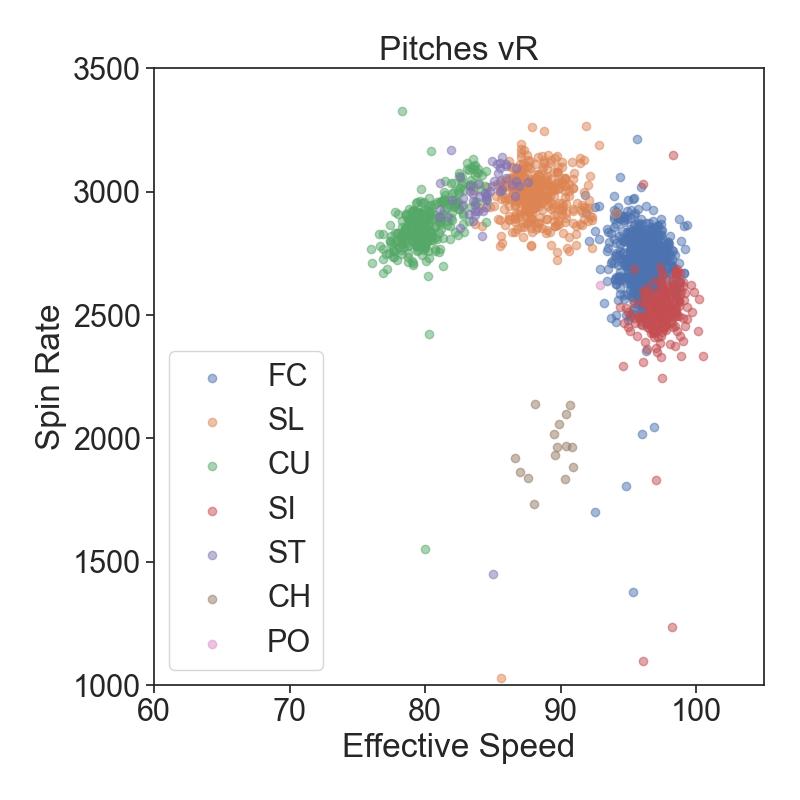 Pitches vR
3500
3000
2500
2000
1500
1000
Spin Rate
FC
SL
CU
SI
ST
CH
PO
60 70 80 90 100
Effective Speed